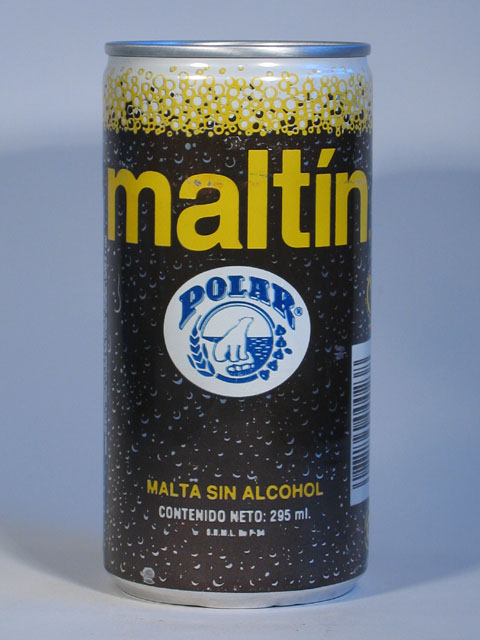 maltín
POLAR®
MALTA SIN ALCOHOL
CONTENIDO NETO: 295 ml.